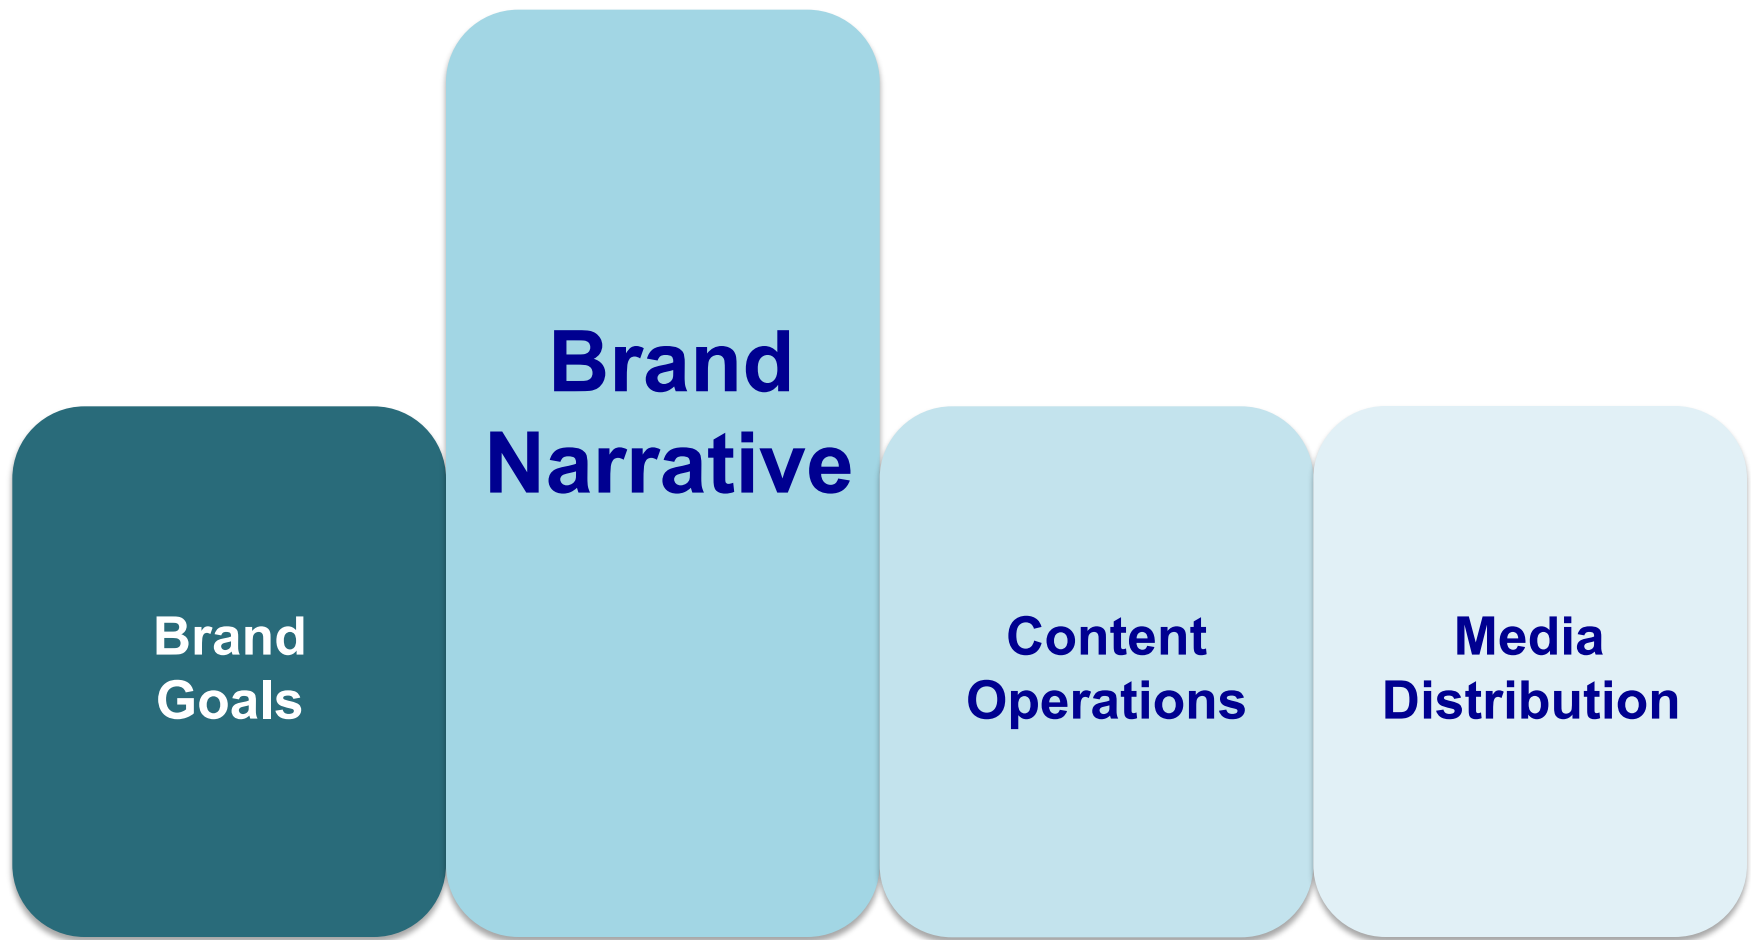 Brand
Goals
Brand
Narrative
Content
Operations
Media
Distribution